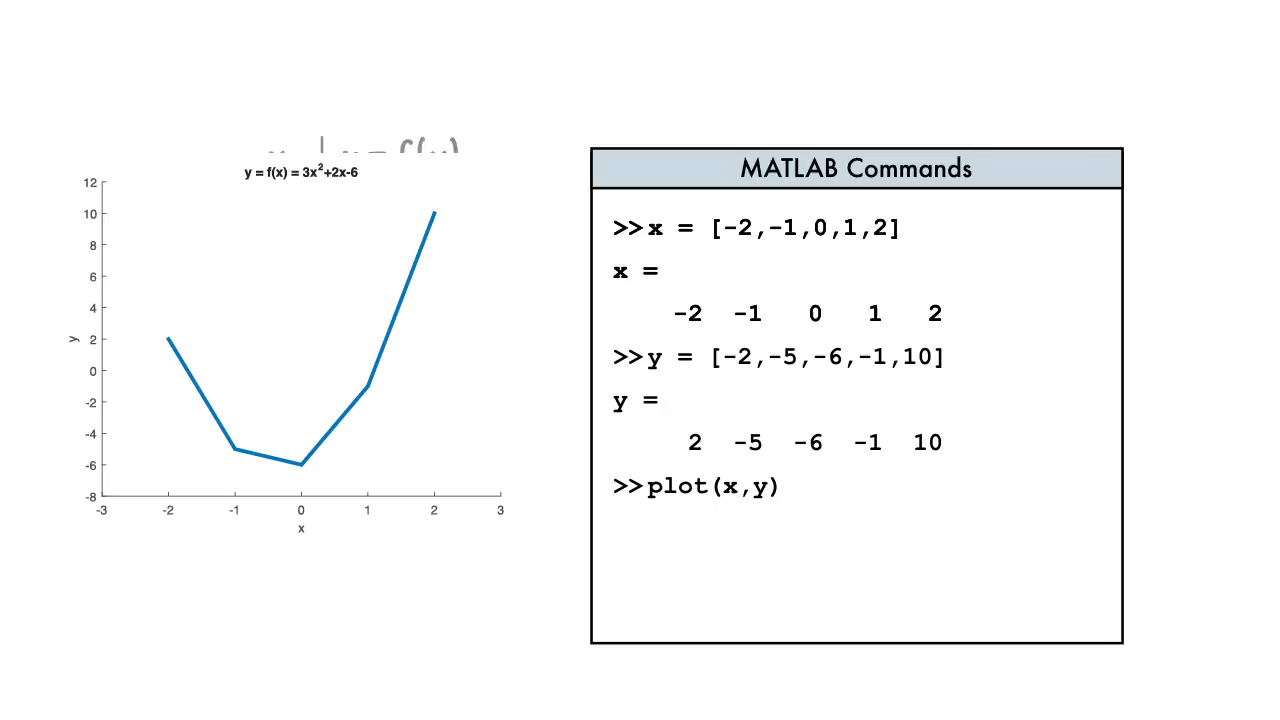 y = f(x) = 3x²+2x-6
12
10
8
6
4
2
0
-2
-4
-6
-8
y
-3 -2 -1 0 1 2 3
x
MATLAB Commands
>>x = [-2,-1,0,1,2]
x =
-2 -1 0 1 2
>>y = [-2,-5,-6,-1,10]
y =
2 -5 -6 -1 10
>>plot(x,y)